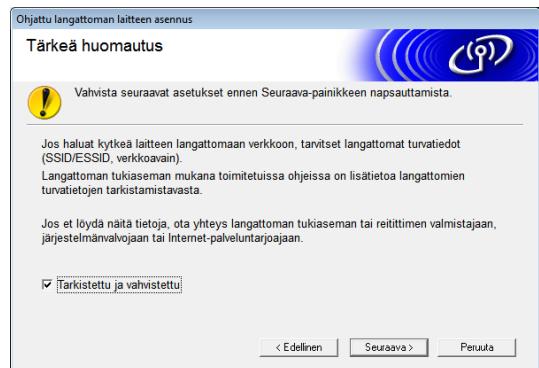 Ohjattu langattoman laitteen asennus
Tärkeä huomautus
Vahvista seuraavat asetukset ennen Seuraava-painikkeen napsauttamista.
Jos haluat kytkeä laitteen langattomaan verkkoon, tarvitset langattomat turvatiedot
(SSID/ESSID, verkkoavain).
Langattoman tukiaseman mukana toimitetuissa ohjeissa on lisätietoa langattomien
turvatietojen tarkistamistavasta.
Jos et löydä näitä tietoja, ota yhteys langattoman tukiaseman tai reitittimen valmistajaan,
järjestelmänvalvojaan tai Internet-palveluntarjoajaan.
Tarkistettu ja vahvistettu
< Edellinen
Seuraava >
Peruuta